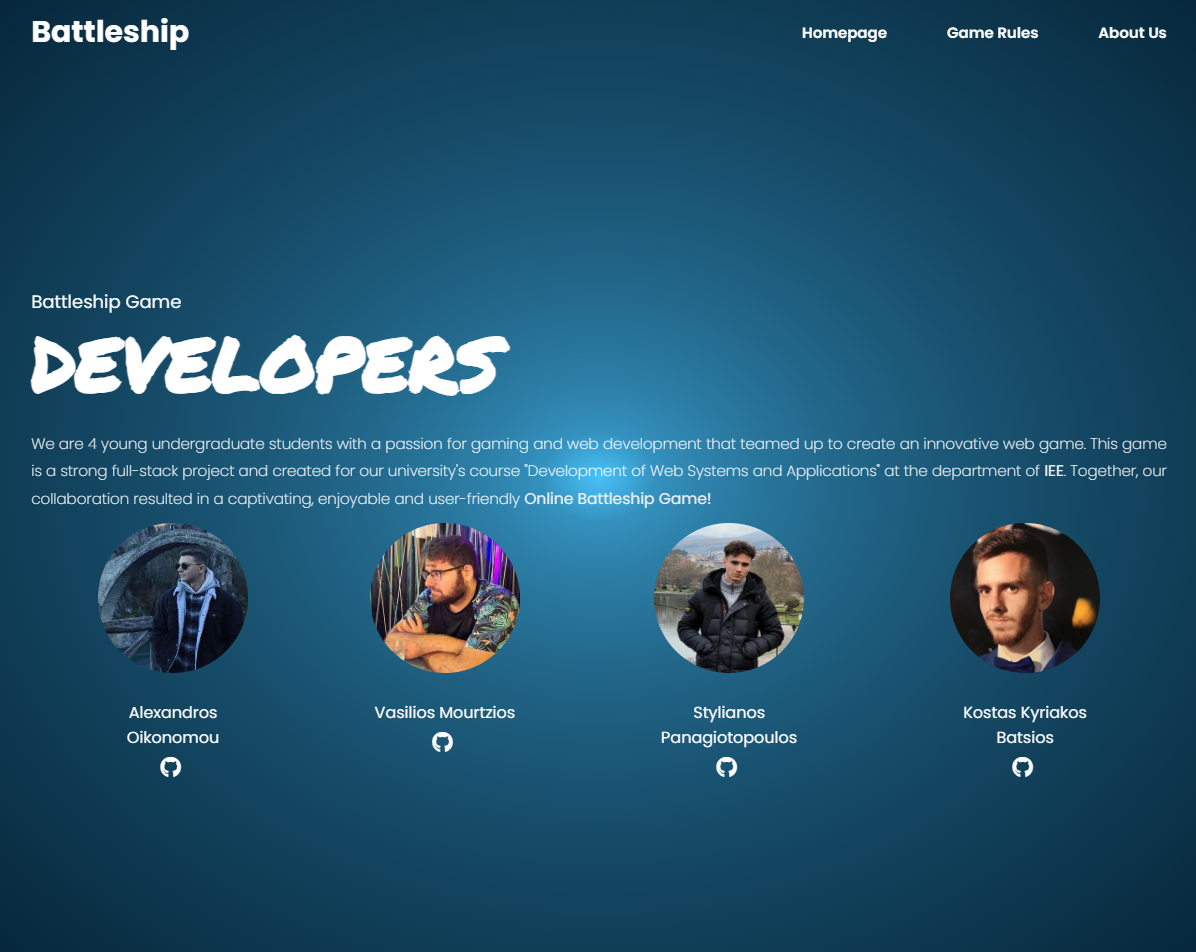 Battleship
Homepage
Game Rules
About Us
Battleship Game
DEVELOPERS
We are 4 young undergraduate students with a passion for gaming and web development that teamed up to create an innovative web game. This game
is a strong full-stack project and created for our university's course "Development of Web Systems and Applications" at the department of IEE. Together, our
collaboration resulted in a captivating, enjoyable and user-friendly Online Battleship Game!
Alexandros
Oikonomou
Vasilios Mourtzios
Stylianos
Panagiotopoulos
Kostas Kyriakos
Batsios